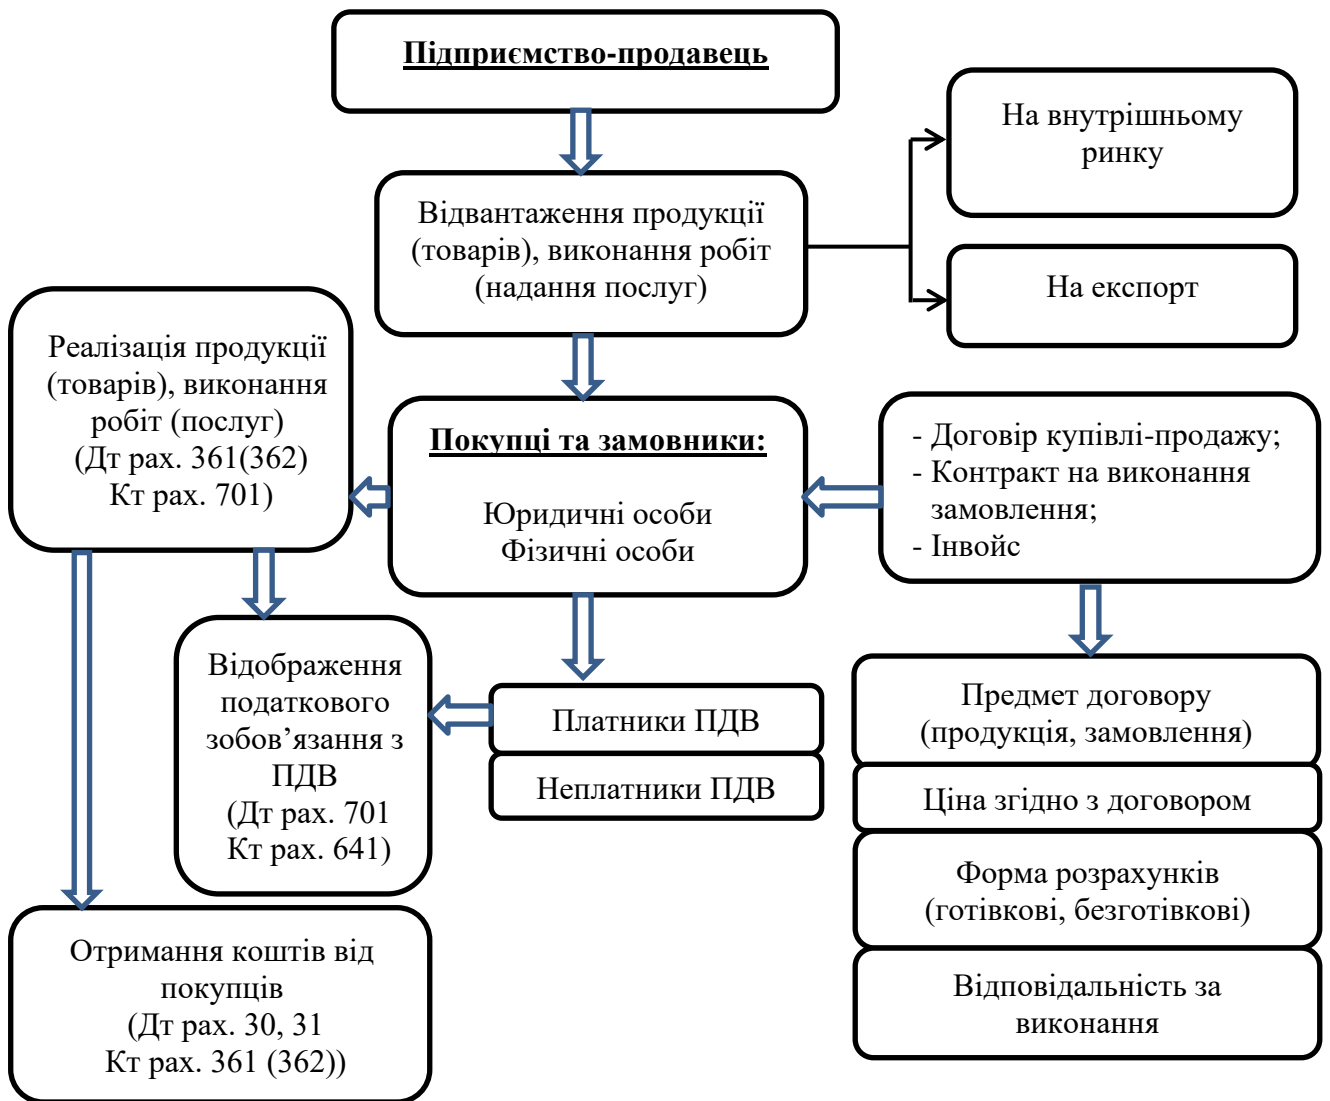 Підприємство-продавець
На внутрішньому
ринку
Відвантаження продукції
(товарів), виконання робіт
(надання послуг)
На експорт
Реалізація продукції
(товарів), виконання
робіт (послуг)
(Дт рах. 361(362)
Кт рах. 701)
Покупці та замовники:
Юридичні особи
Фізичні особи
- Договір купівлі-продажу;
- Контракт на виконання
замовлення;
- Інвойс
Відображення
податкового
зобов’язання з
ПДВ
(Дт рах. 701
Кт рах. 641)
Платники ПДВ
Неплатники ПДВ
Предмет договору
(продукція, замовлення)
Ціна згідно з договором
Форма розрахунків
(готівкові, безготівкові)
Відповідальність за
виконання
Отримання коштів від
покупців
(Дт рах. 30, 31
Кт рах. 361 (362))